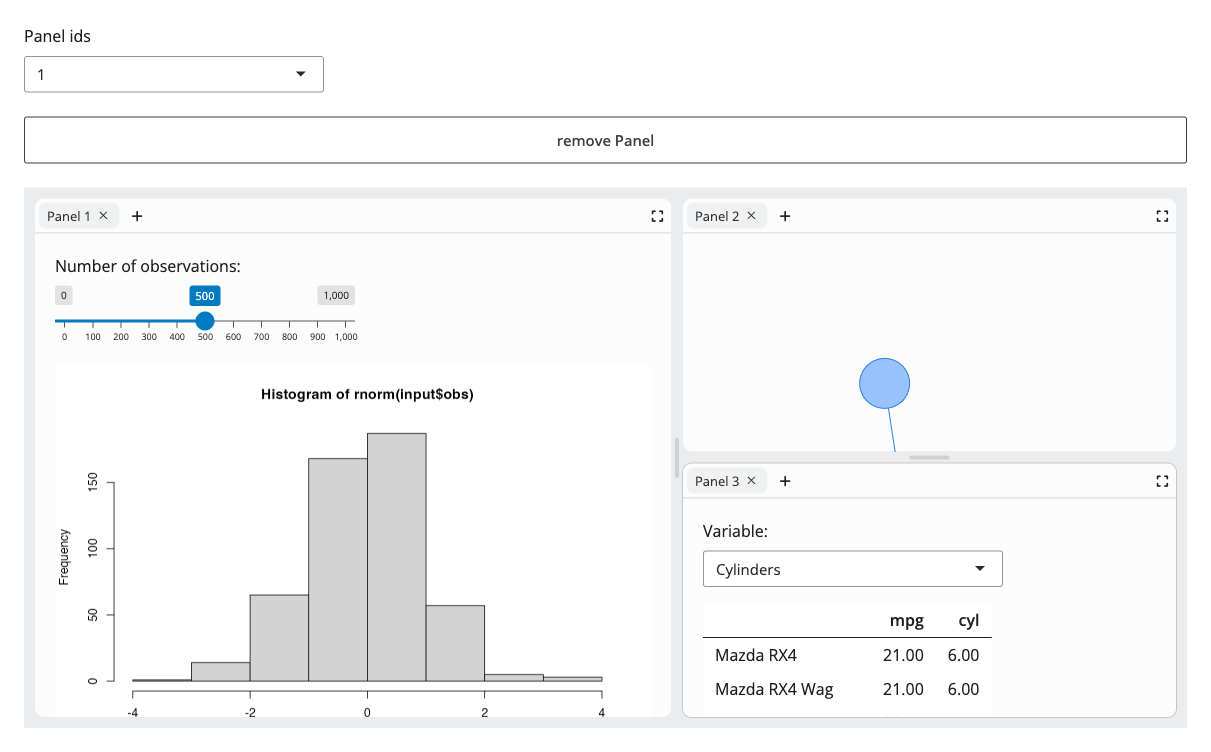 Panel ids
1
remove Panel
Panel 1 × +
Number of observations:
0 500 1,000
0 100 200 300 400 500 600 700 800 900 1,000
Histogram of rnorm(input$obs)
Frequency
150
100
50
0
-4 -2 0 2 4
Panel 2 × +
Panel 3 × +
Variable:
Cylinders
mpg cyl
Mazda RX4 21.00 6.00
Mazda RX4 Wag 21.00 6.00